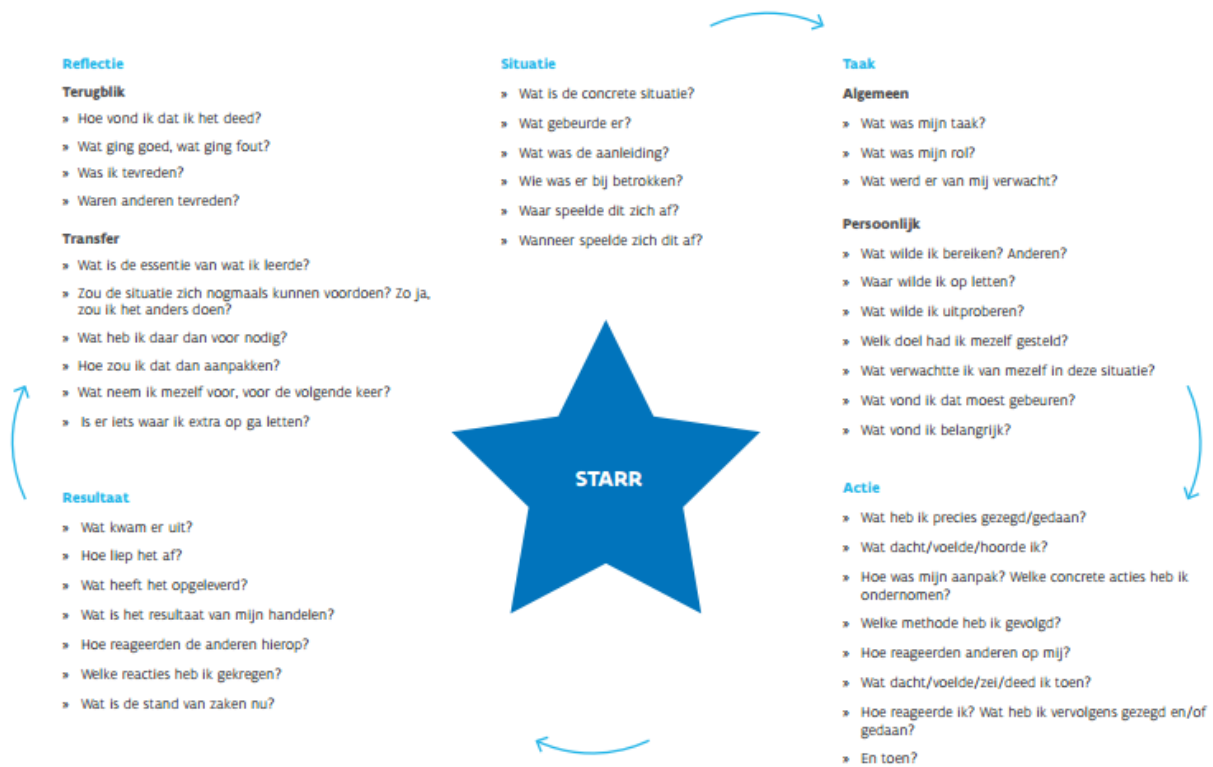 Reflectie
Terugblik
» Hoe vond ik dat ik het deed?
» Wat ging goed, wat ging fout?
» Was ik tevreden?
» Waren anderen tevreden?
Transfer
» Wat is de essentie van wat ik leerde?
» Zou de situatie zich nogmaals kunnen voordoen? Zo ja,
zou ik het anders doen?
» Wat heb ik daar dan voor nodig?
» Hoe zou ik dat dan aanpakken?
» Wat neem ik mezelf voor, voor de volgende keer?
» Is er iets waar ik extra op ga letten?
Situatie
» Wat is de concrete situatie?
» Wat gebeurde er?
» Wat was de aanleiding?
» Wie was er bij betrokken?
» Waar speelde dit zich af?
» Wanneer speelde zich dit af?
Taak
Algemeen
» Wat was mijn taak?
» Wat was mijn rol?
» Wat werd er van mij verwacht?
Persoonlijk
» Wat wilde ik bereiken? Anderen?
» Waar wilde ik op letten?
» Wat wilde ik uitproberen?
» Welk doel had ik mezelf gesteld?
» Wat verwachtte ik van mezelf in deze situatie?
» Wat vond ik dat moest gebeuren?
» Wat vond ik belangrijk?
STARR
Resultaat
» Wat kwam er uit?
» Hoe liep het af?
» Wat heeft het opgeleverd?
» Wat is het resultaat van mijn handelen?
» Hoe reageerden de anderen hierop?
» Welke reacties heb ik gekregen?
» Wat is de stand van zaken nu?
Actie
» Wat heb ik precies gezegd/gedaan?
» Wat dacht/voelde/hoorde ik?
» Hoe was mijn aanpak? Welke concrete acties heb ik
ondernomen?
» Welke methode heb ik gevolgd?
» Hoe reageerden anderen op mij?
» Wat dacht/voelde/zei/deed ik toen?
» Hoe reageerde ik? Wat heb ik vervolgens gezegd en/of
gedaan?
» En toen?